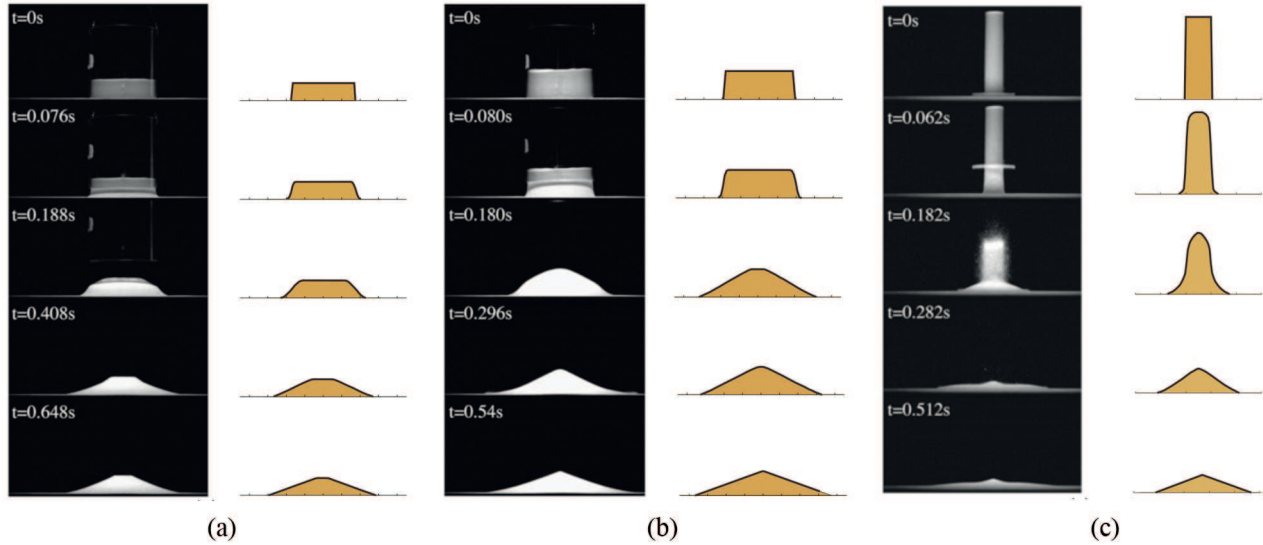 t=0s
t=0.076s
t=0.188s
t=0.408s
t=0.648s
(a)
t=0s
t=0.080s
t=0.180s
t=0.296s
t=0.54s
(b)
t=0s
t=0.062s
t=0.182s
t=0.282s
t=0.512s
(c)